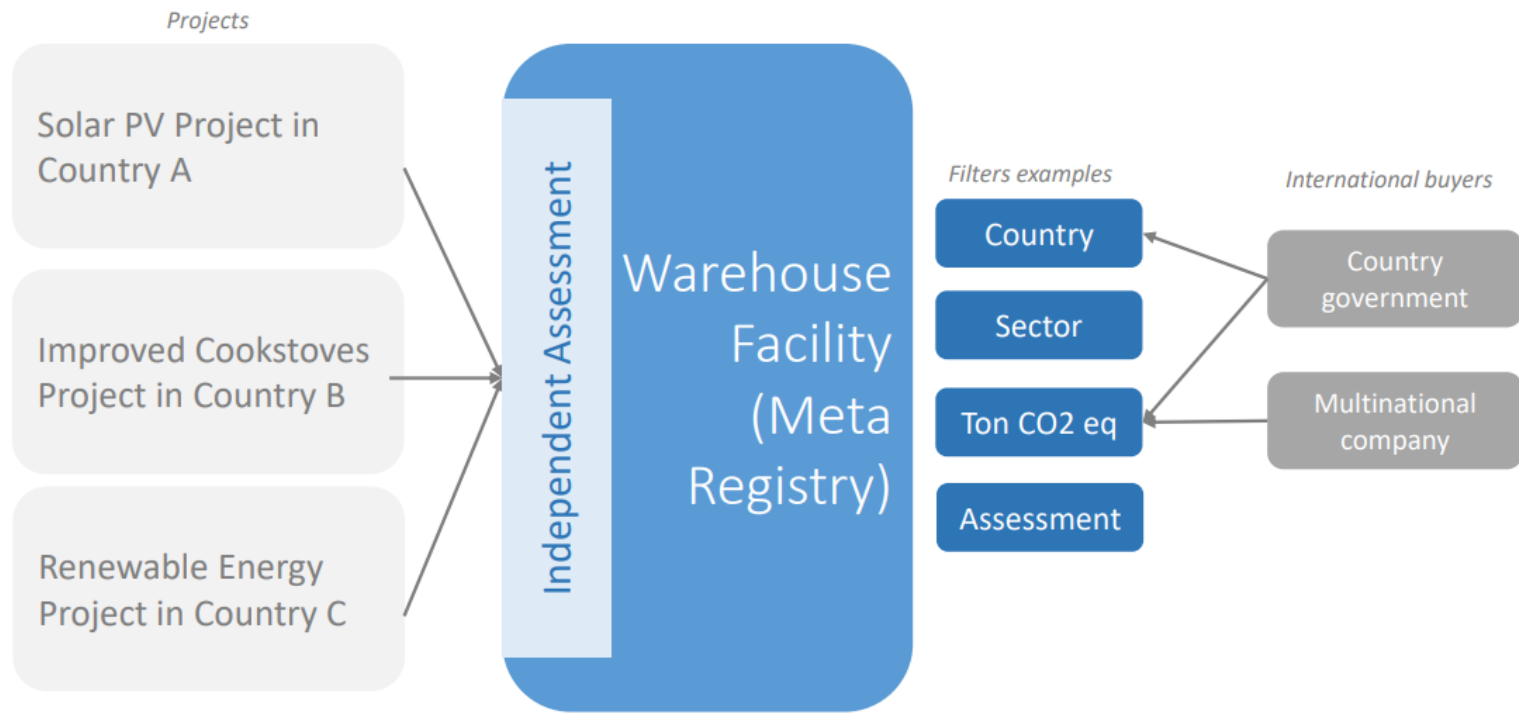 Projects
Solar PV Project in
Country A
Improved Cookstoves
Project in Country B
Renewable Energy
Project in Country C
Independent Assessment
Warehouse
Facility
(Meta
Registry)
Filters examples
Country
Sector
Ton CO2 eq
Assessment
International buyers
Country
government
Multinational
company